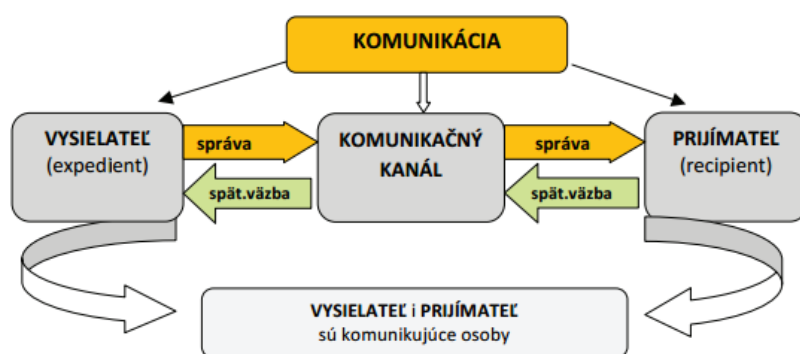 KOMUNIKÁCIA
VYSIELATEĽ
(expedient)
správa
spät.väzba
KOMUNIKAČNÝ
KANÁL
správa
spät.väzba
PRIJÍMATEĽ
(recipient)
VYSIELATEĽ i PRIJÍMATEĽ
sú komunikujúce osoby